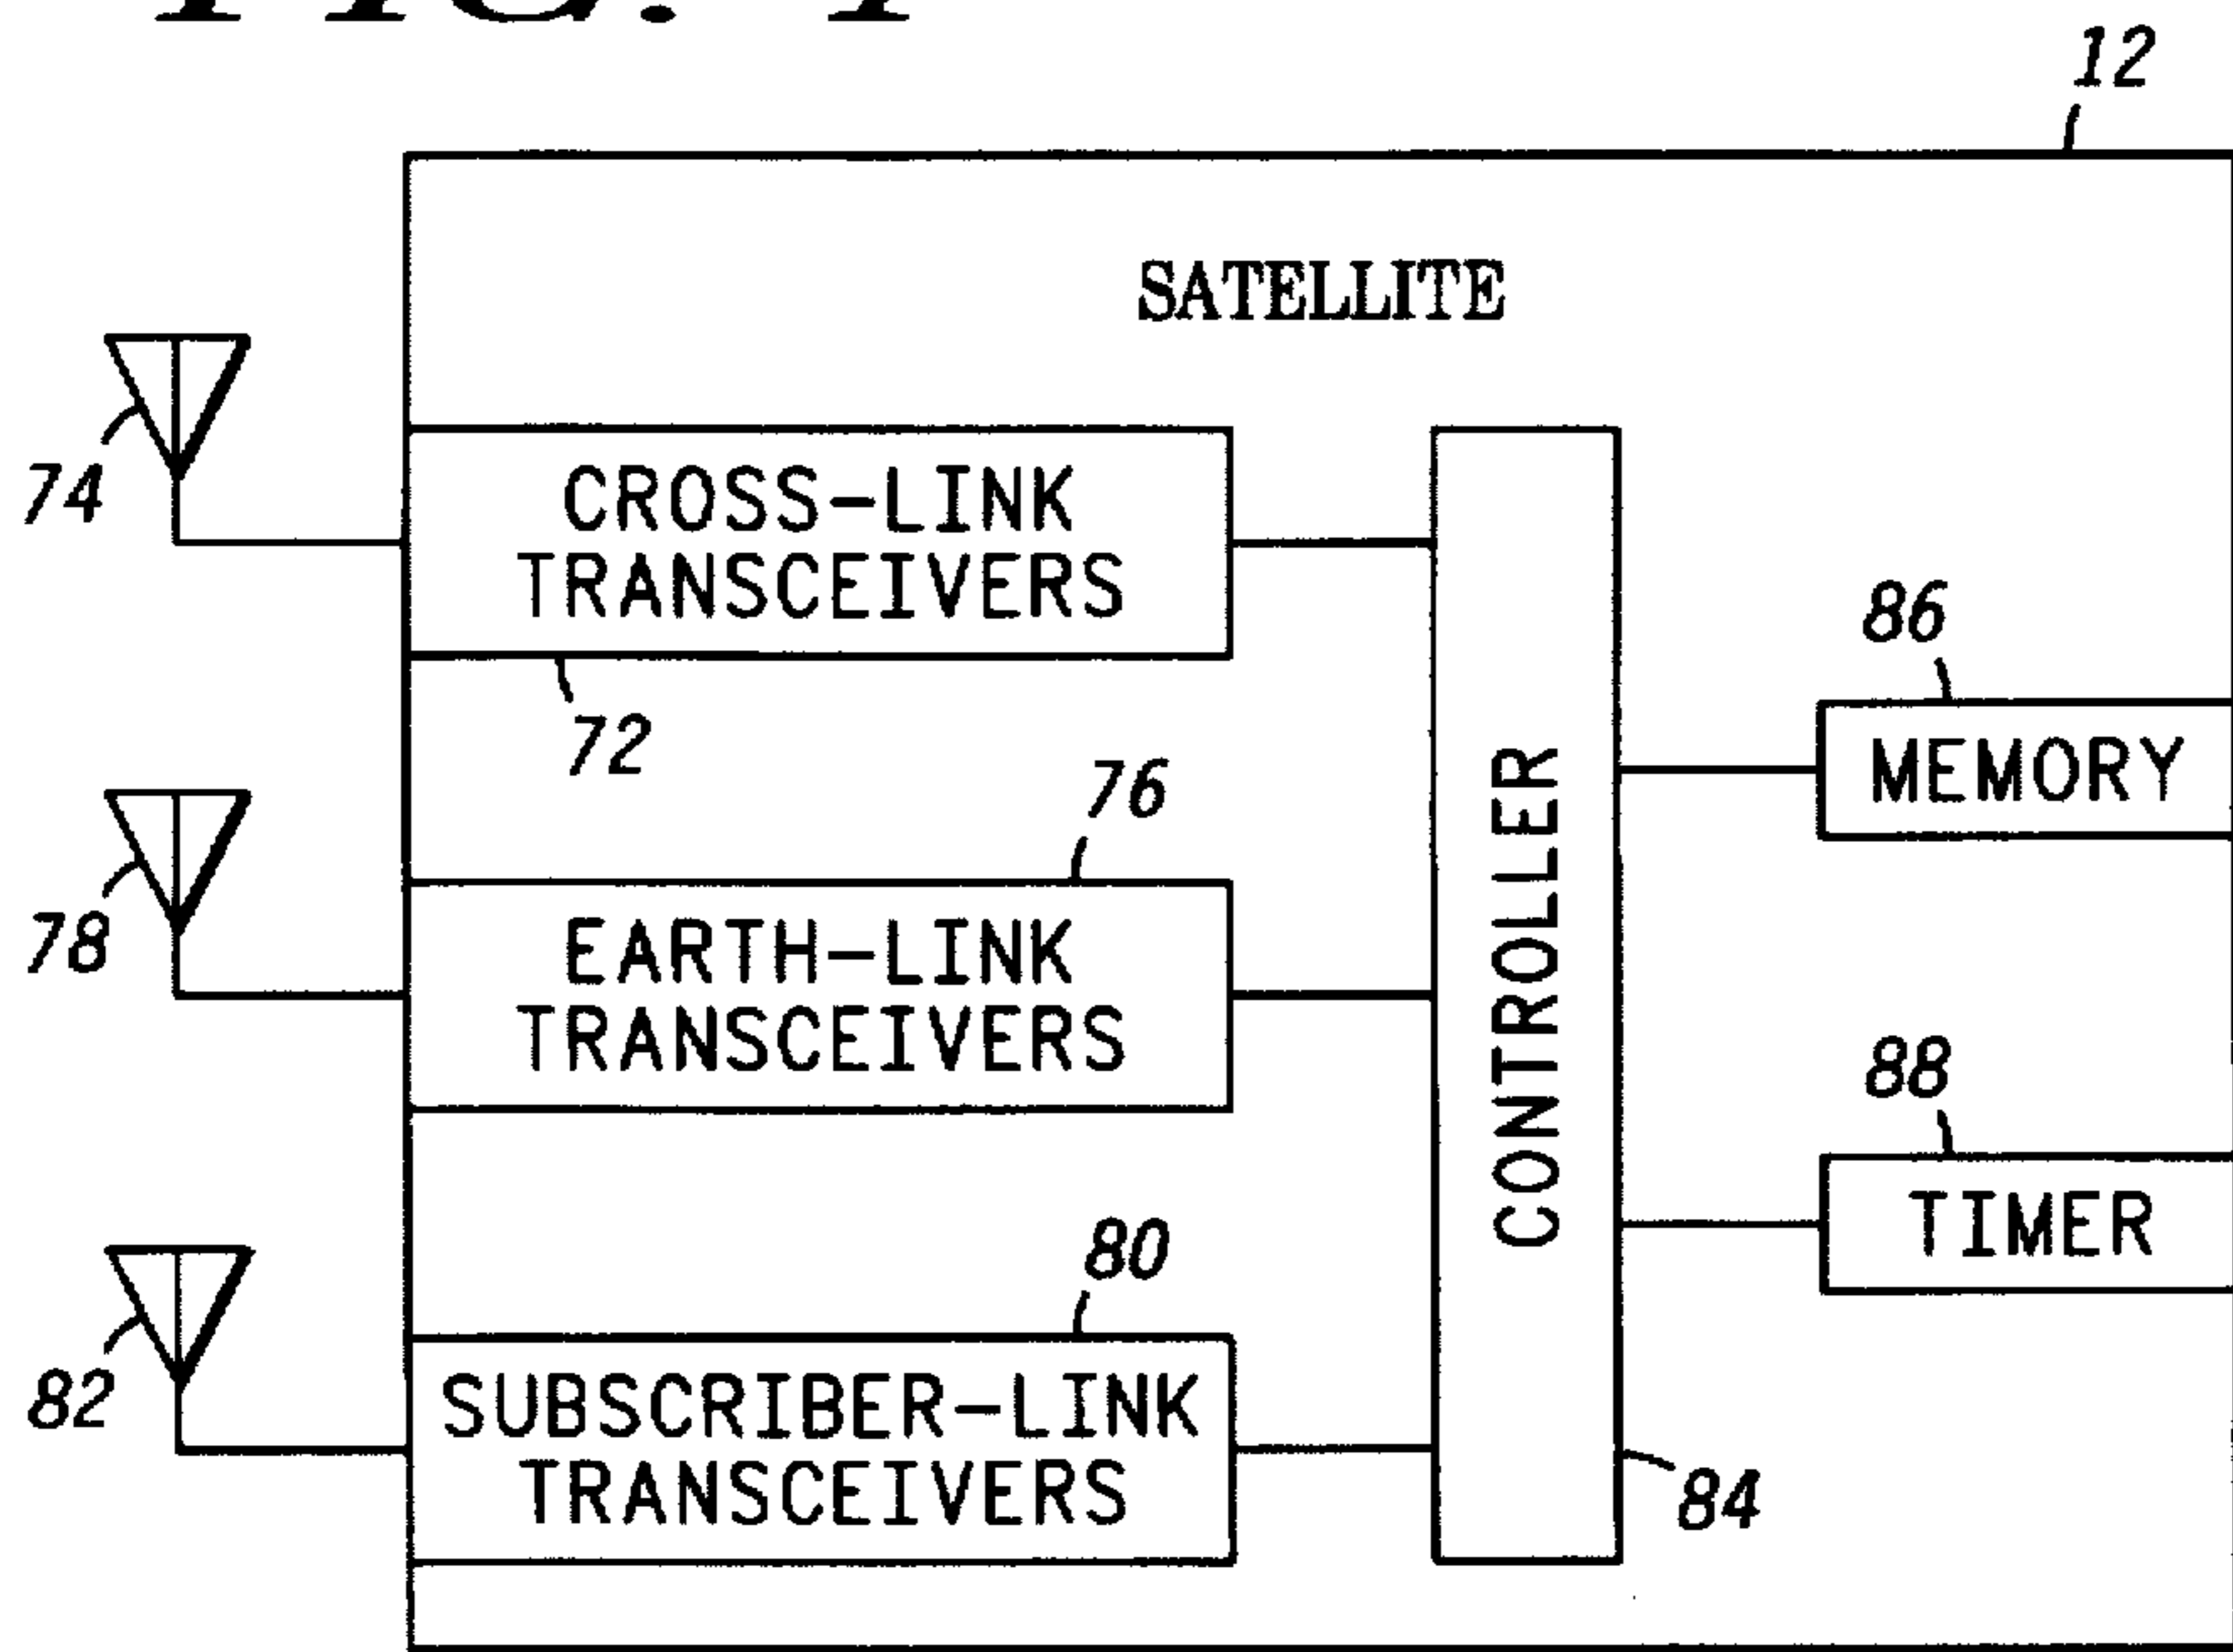 12
SATELLITE
74
CROSS-LINK
TRANSCEIVERS
72
86
MEMORY
76
78
EARTH-LINK
TRANSCEIVERS
CONTROLLER
88
TIMER
80
82
SUBSCRIBER-LINK
TRANSCEIVERS
84